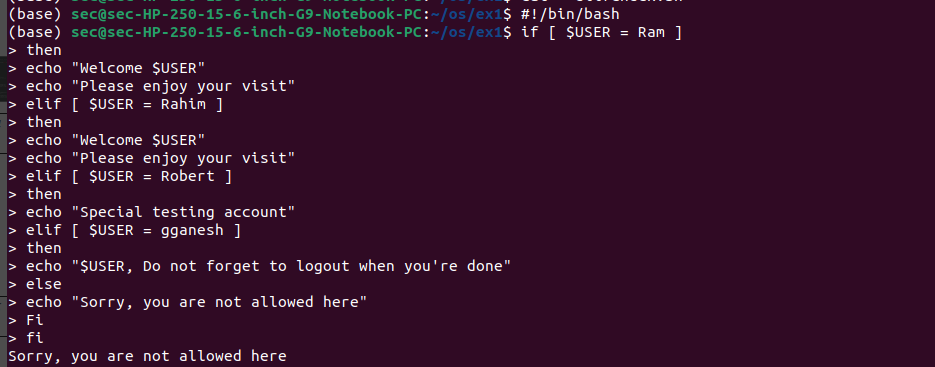 (base) sec@sec-HP-250-15-6-inch-G9-Notebook-PC:~/os/ex1$ #!/bin/bash
(base) sec@sec-HP-250-15-6-inch-G9-Notebook-PC:~/os/ex1$ if [ $USER = Ram ]
> then
> echo "Welcome $USER"
> echo "Please enjoy your visit"
> elif [ $USER = Rahim ]
> then
> echo "Welcome $USER"
> echo "Please enjoy your visit"
> elif [ $USER = Robert ]
> then
> echo "Special testing account"
> elif [ $USER = gganesh ]
> then
> echo "$USER, Do not forget to logout when you're done"
> else
> echo "Sorry, you are not allowed here"
> Fi
> fi
Sorry, you are not allowed here